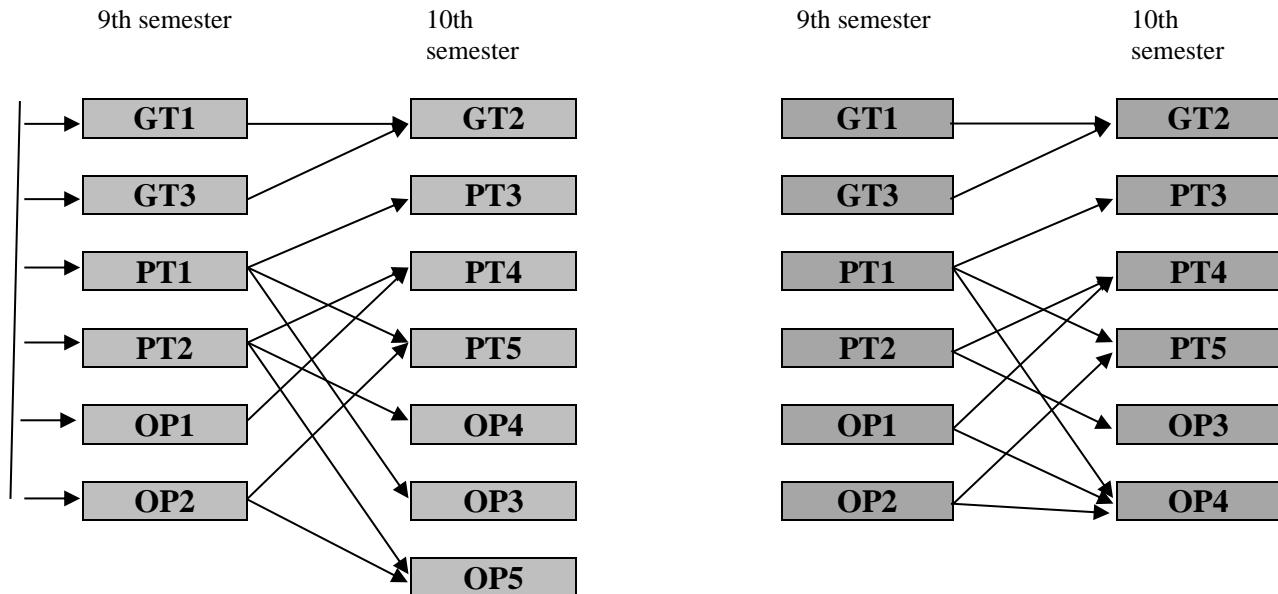 9th semester
10th
semester
9th semester
10th
semester
GT1
GT2
GT1
GT2
GT3
PT3
GT3
PT3
PT1
PT4
PT1
PT4
PT2
PT5
PT2
PT5
OP1
OP4
OP1
OP3
OP2
OP3
OP2
OP4
OP5